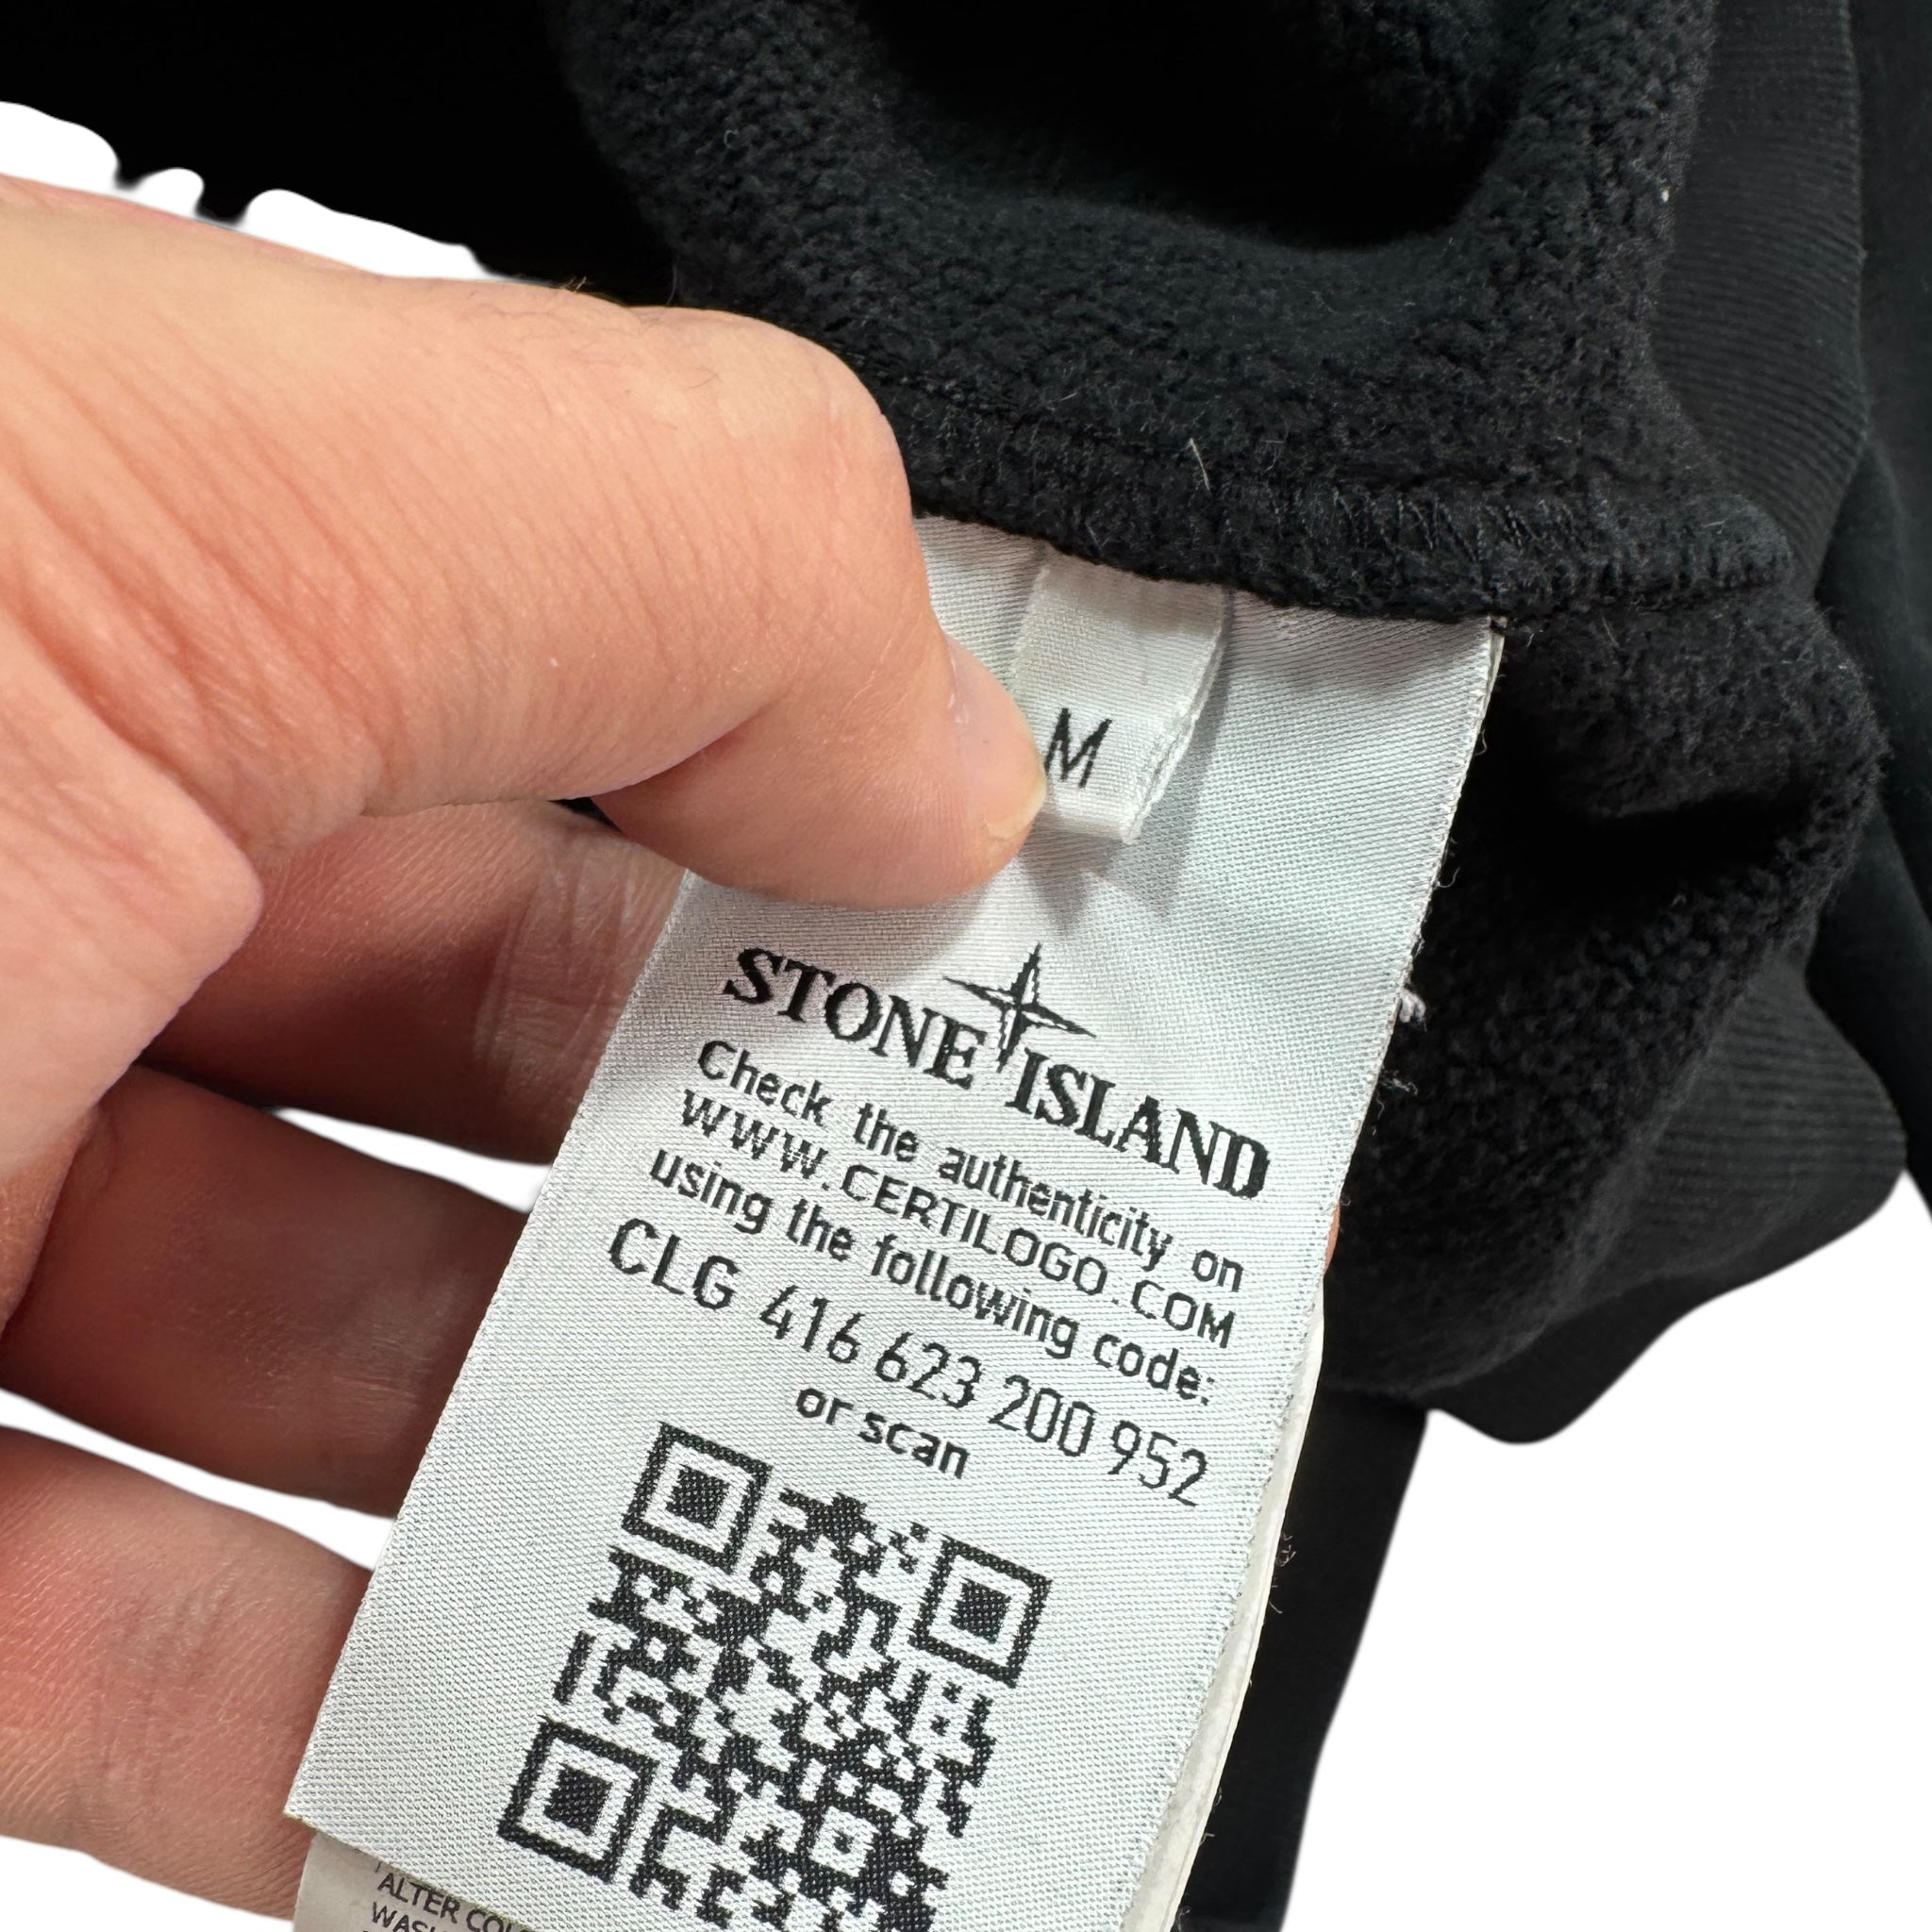 M
STONE ISLAND
Check the authenticity on
WWW.CERTILOGO.COM
using the following code:
CLG 416 623 200 952
or scan
ALTER